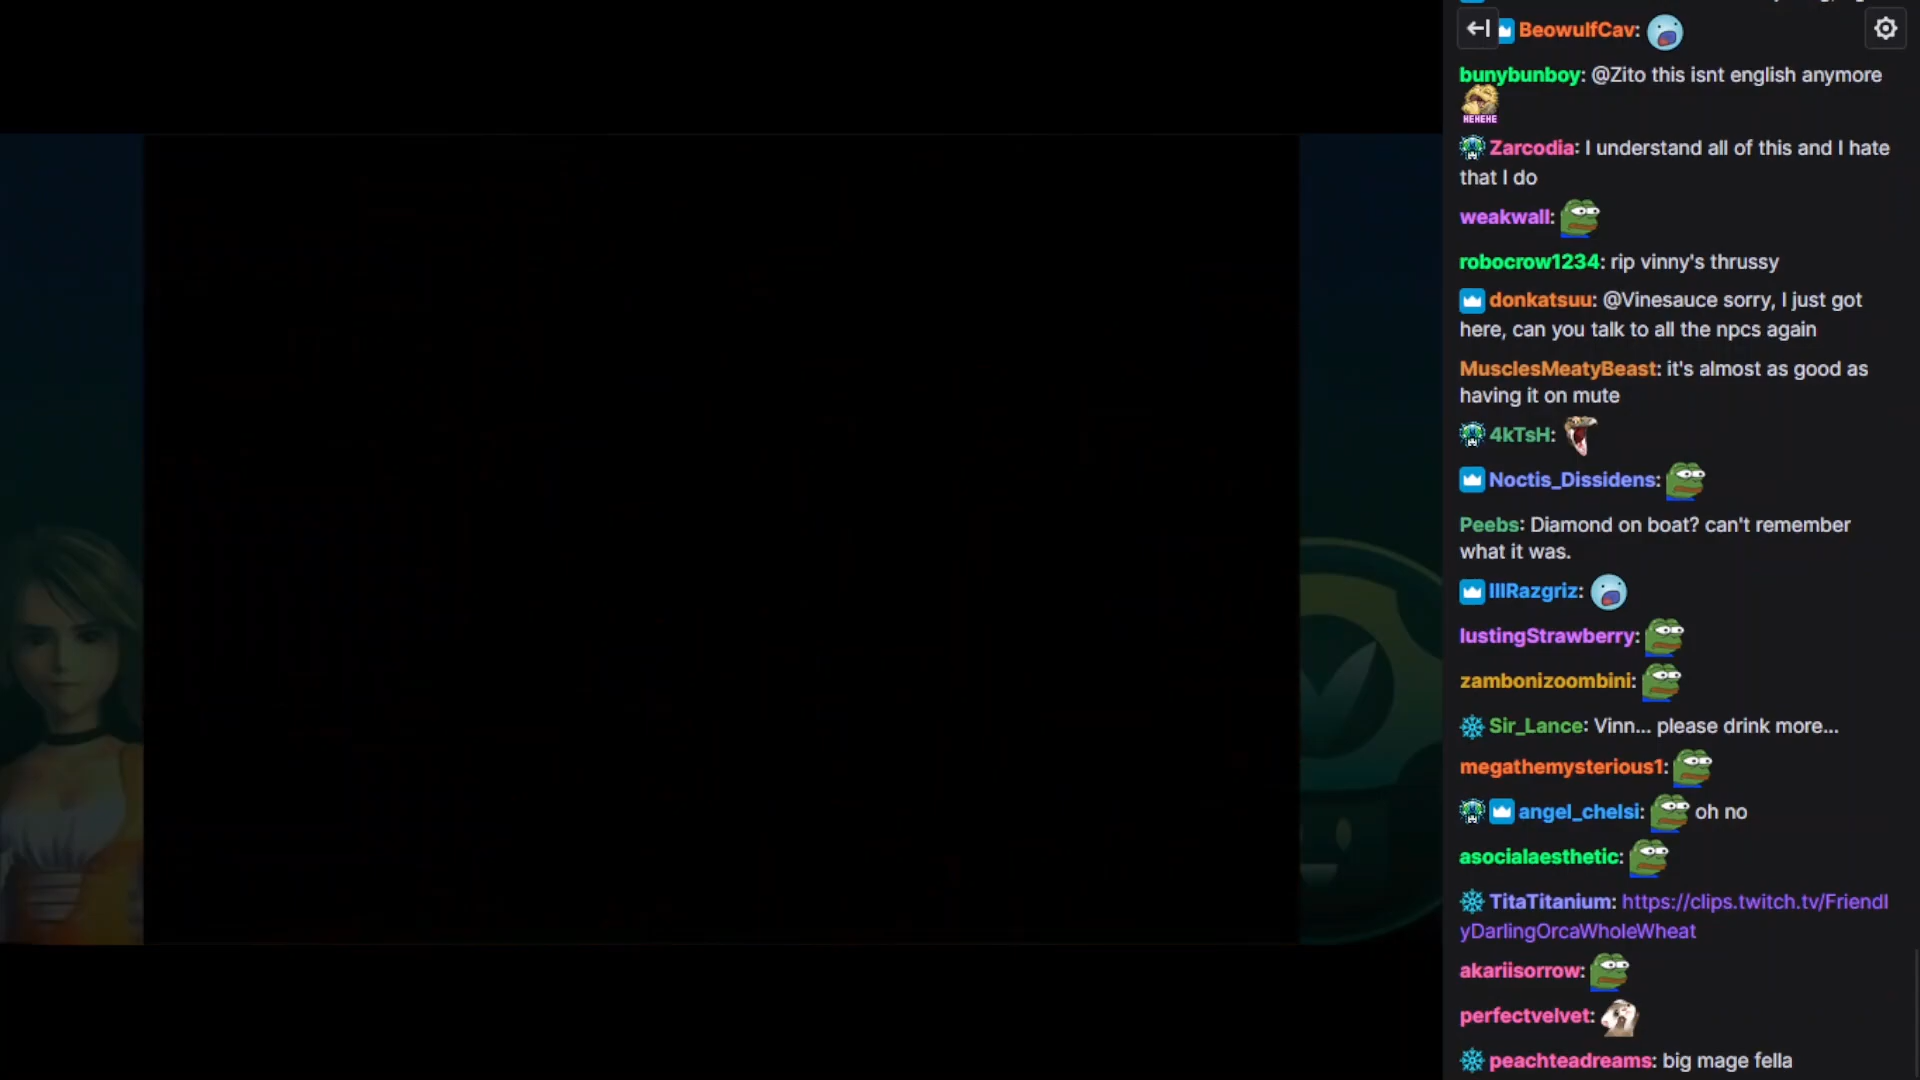 BeowulfCav:
bunybunboy: @Zito this isnt english anymore
HEHEHE
Zarcodia: I understand all of this and I hate
that I do
weakwall:
robocrow1234: rip vinny's thrussy
donkatsuu: @Vinesauce sorry, I just got
here, can you talk to all the npcs again
MusclesMeatyBeast: it's almost as good as
having it on mute
4kTsH:
Noctis_Dissidens:
Peebs: Diamond on boat? can't remember
what it was.
lustingStrawberry:
zambonizoombini:
Sir_Lance: Vinn... please drink more...
megathemysterious1:
angel_chelsi: oh no
asocialaesthetic:
TitaTitanium: https://clips.twitch.tv/Friendl
yDarlingOrcaWholeWheat
akariisorrow:
perfectvelvet:
peachteadreams: big mage fella